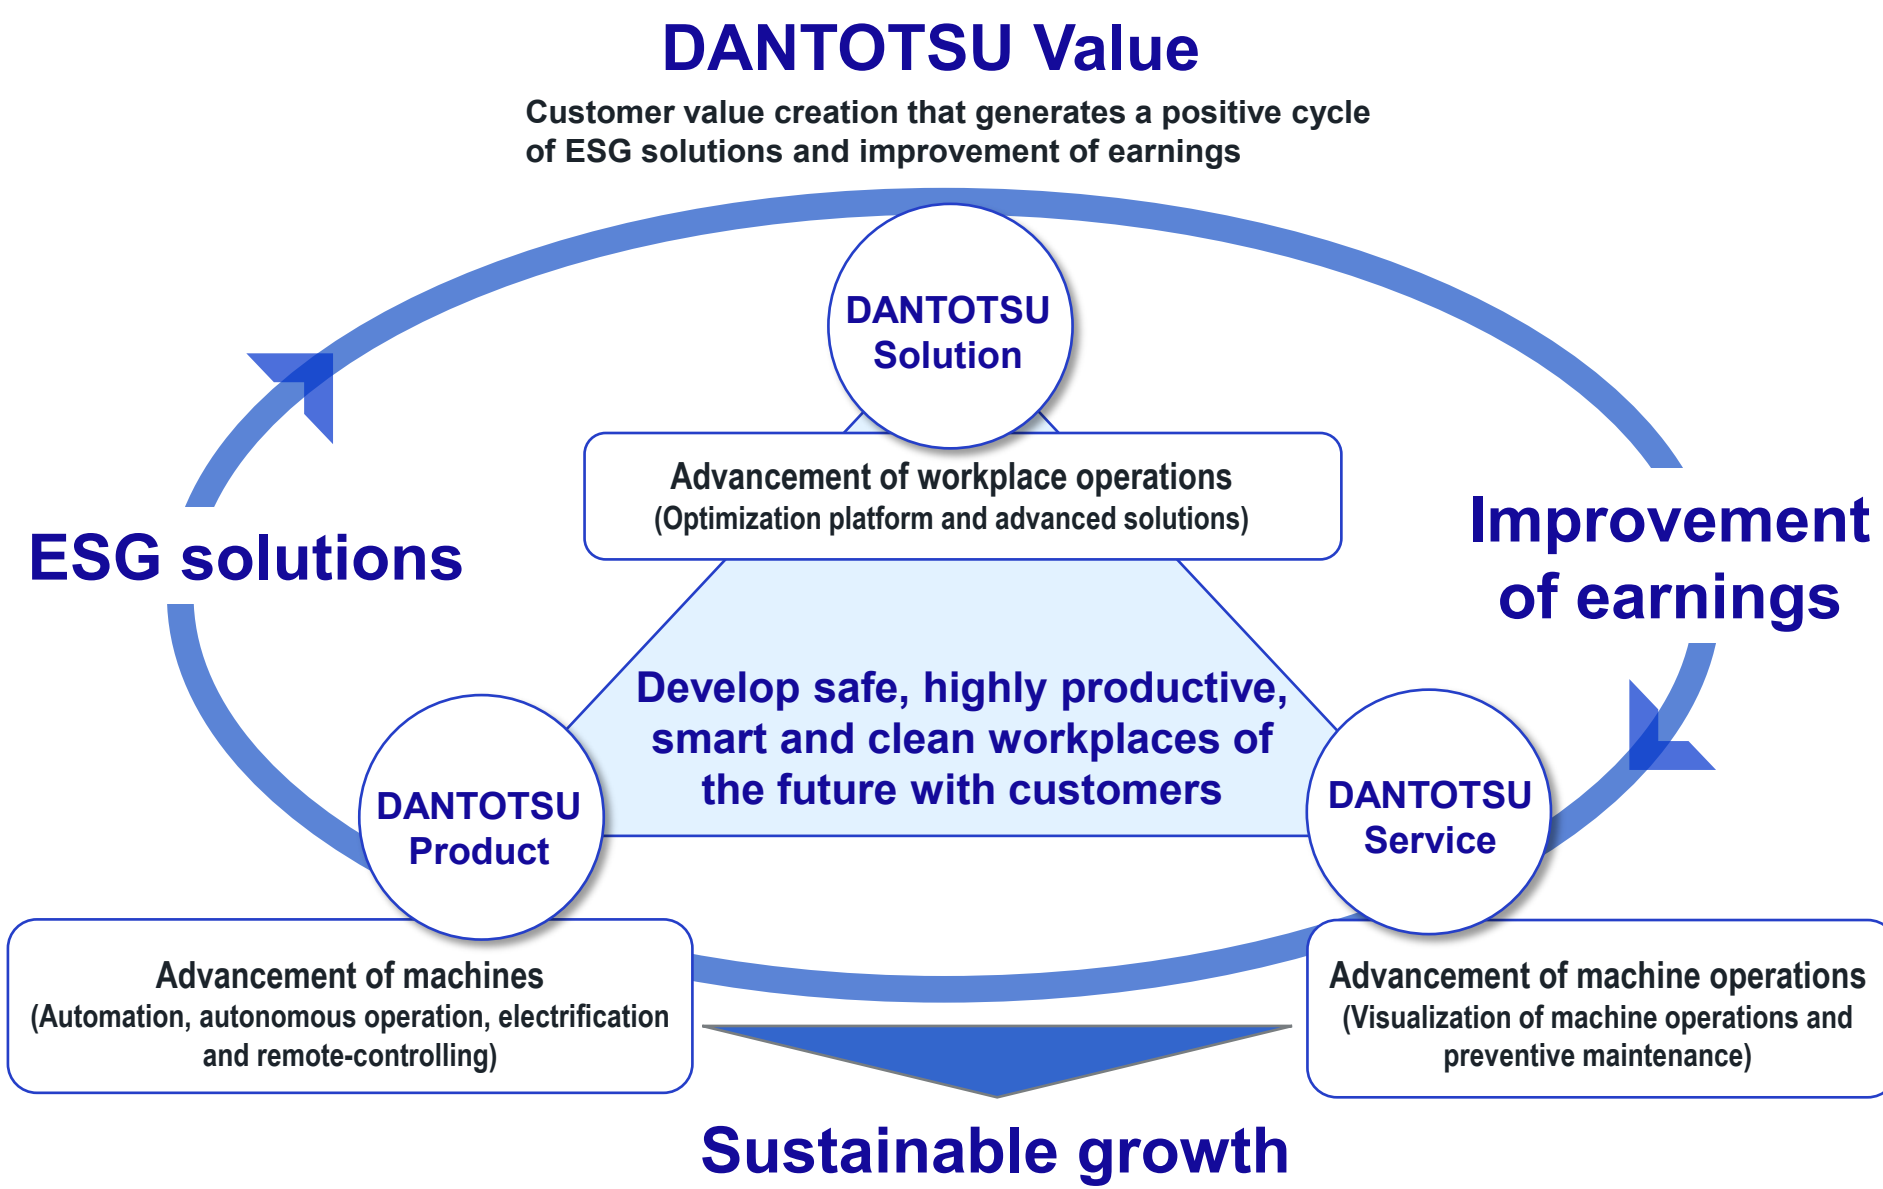 DANTOTSU Value
Customer value creation that generates a positive cycle
of ESG solutions and improvement of earnings
DANTOTSU
Solution
Advancement of workplace operations
(Optimization platform and advanced solutions)
ESG solutions
Improvement
of earnings
Develop safe, highly productive,
smart and clean workplaces of
the future with customers
DANTOTSU
Product
DANTOTSU
Service
Advancement of machines
(Automation, autonomous operation, electrification
and remote-controlling)
Advancement of machine operations
(Visualization of machine operations and
preventive maintenance)
Sustainable growth